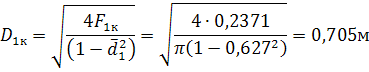 D₁ₖ = √(4F₁ₖ / (1 − d̄₁²)) = √(4 · 0,2371 / π(1 − 0,627²)) = 0,705м